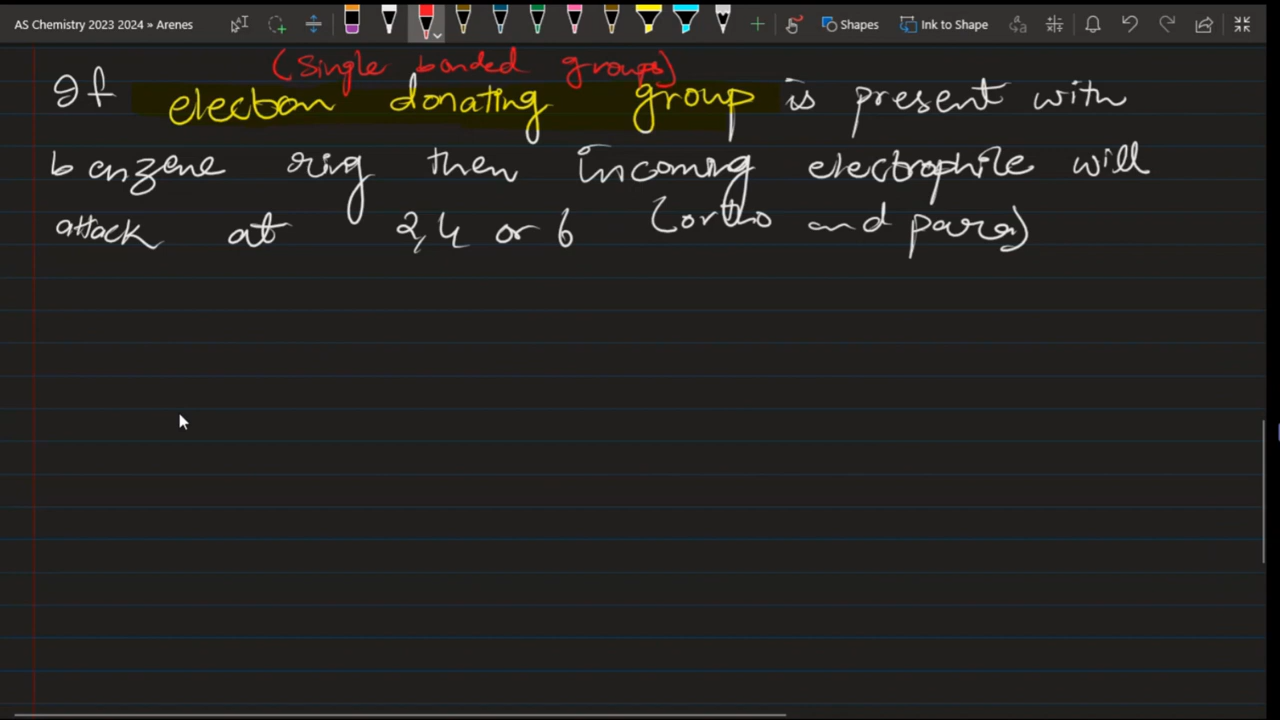 AS Chemistry 2023 2024 » Arenes
Shapes
Ink to Shape
(Single bonded groups)
If electron donating group is present with
benzene ring then incoming electrophile will
attack at 2,4 or 6 (ortho and para)